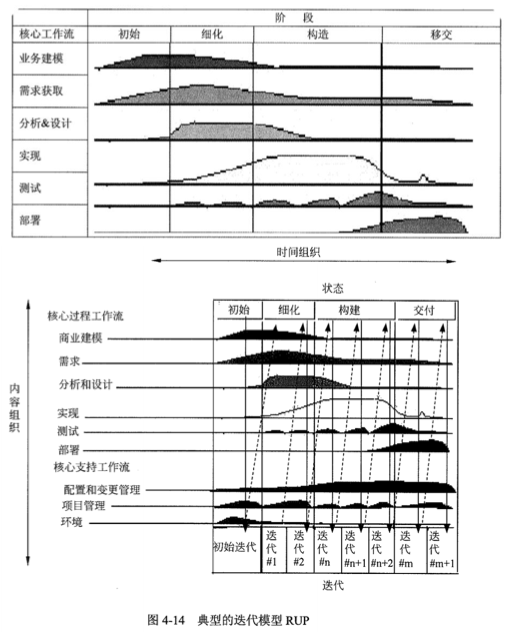 阶 段
核心工作流 初始 细化 构造 移交
业务建模
需求获取
分析&设计
实现
测试
部署
时间组织
状态
初始 细化 构建 交付
核心过程工作流
商业建模
需求
分析和设计
实现
测试
部署
核心支持工作流
配置和变更管理
项目管理
环境
内容组织
初始迭代 迭代#1 迭代#2 迭代#n 迭代#n+1 迭代#n+2 迭代#m 迭代#m+1
迭代
图 4-14 典型的迭代模型 RUP